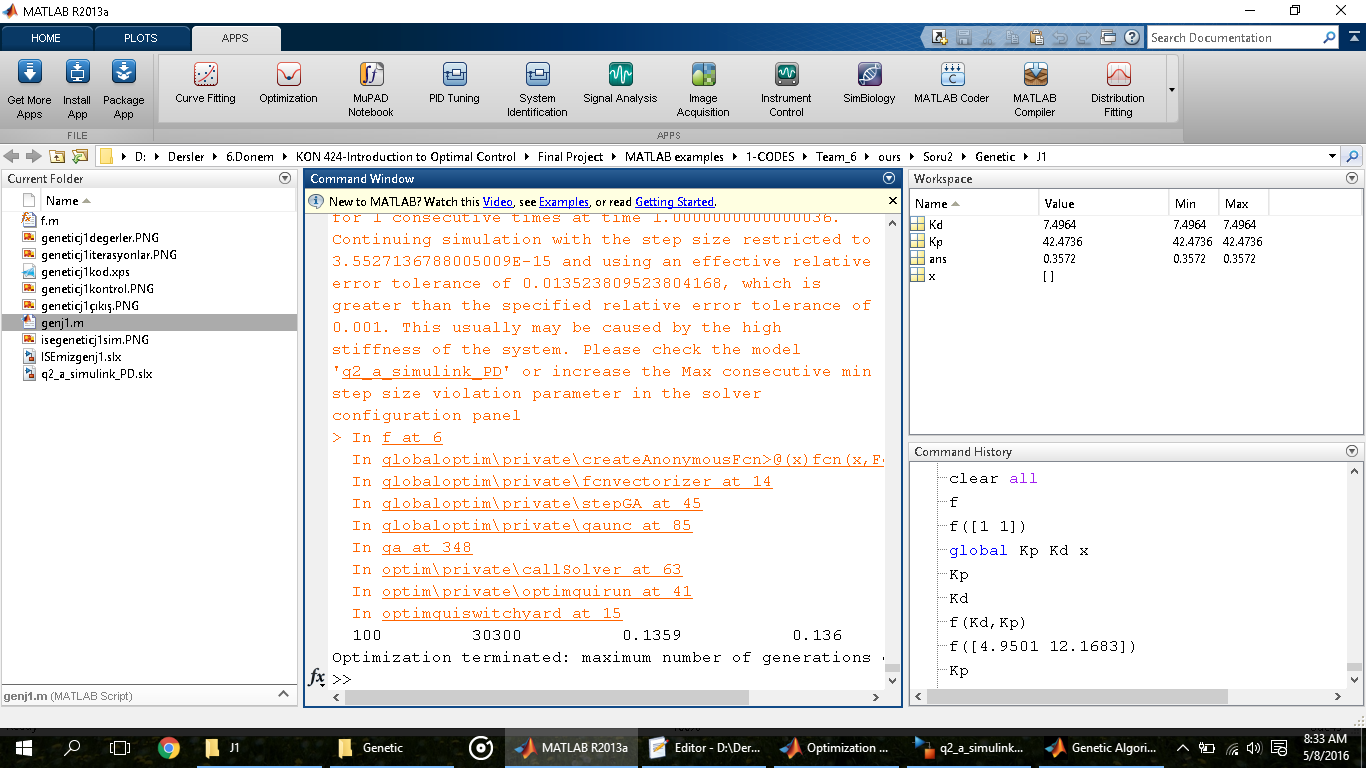 MATLAB R2013a
HOME
PLOTS
APPS
Search Documentation
Get More Apps
Install App
Package App
Curve Fitting
Optimization
MuPAD Notebook
PID Tuning
System Identification
Signal Analysis
Image Acquisition
Instrument Control
SimBiology
MATLAB Coder
MATLAB Compiler
Distribution Fitting
FILE
APPS
D: Dersler 6.Donem KON 424-Introduction to Optimal Control Final Project MATLAB examples 1-CODES Team_6 ours Soru2 Genetic J1
Current Folder
Name
f.m
geneticj1degerler.PNG
geneticj1iterasyonlar.PNG
geneticj1kod.xps
geneticj1kontrol.PNG
geneticj1çıkış.PNG
genj1.m
isegeneticj1sim.PNG
ISEmizgenj1.slx
q2_a_simulink_PD.slx
genj1.m (MATLAB Script)
Command Window
New to MATLAB? Watch this Video, see Examples, or read Getting Started.
for 1 consecutive times at time 1.0000000000000036.
Continuing simulation with the step size restricted to
3.5527136788005009E-15 and using an effective relative
error tolerance of 0.013523809523804168, which is
greater than the specified relative error tolerance of
0.001. This usually may be caused by the high
stiffness of the system. Please check the model
'q2_a_simulink_PD' or increase the Max consecutive min
step size violation parameter in the solver
configuration panel
> In f at 6
In globaloptim\private\createAnonymousFcn>@(x)fcn(x,F
In globaloptim\private\fcnvectorizer at 14
In globaloptim\private\stepGA at 45
In globaloptim\private\gaunc at 85
In ga at 348
In optim\private\callSolver at 63
In optim\private\optimguirun at 41
In optimguiswitchyard at 15
100 30300 0.1359 0.136
Optimization terminated: maximum number of generations
fx >>
Workspace
Name Value Min Max
Kd 7.4964 7.4964 7.4964
Kp 42.4736 42.4736 42.4736
ans 0.3572 0.3572 0.3572
x []
Command History
clear all
f
f([1 1])
global Kp Kd x
Kp
Kd
f(Kd,Kp)
f([4.9501 12.1683])
Kp
J1
Genetic
MATLAB R2013a
Editor - D:\Der...
Optimization ...
q2_a_simulink...
Genetic Algori...
8:33 AM
5/8/2016